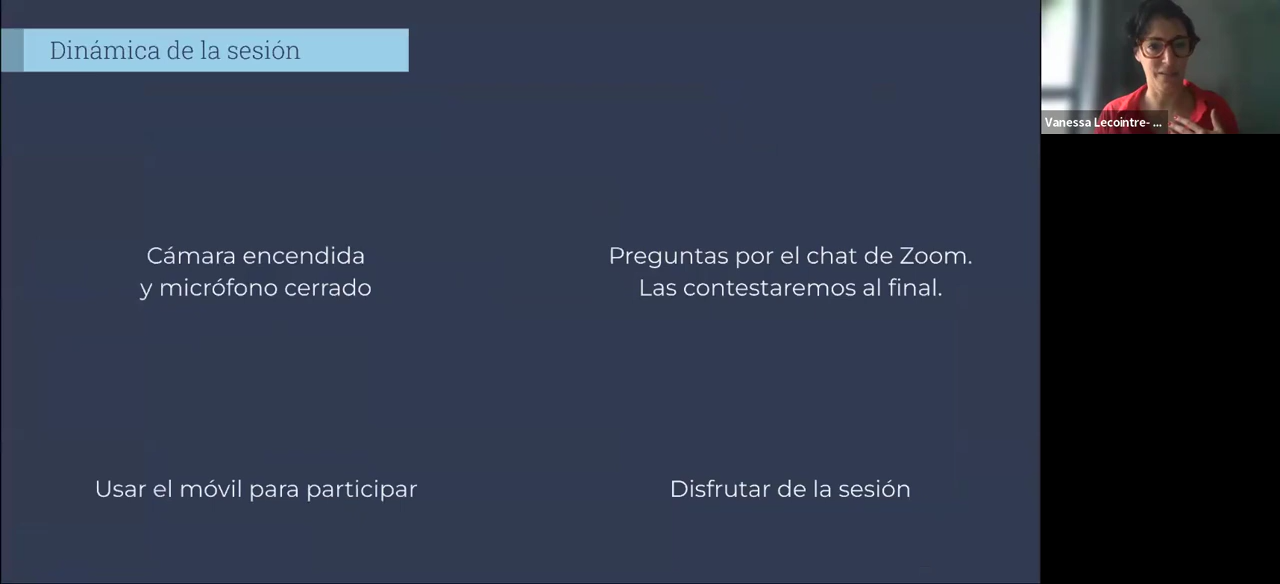 Dinámica de la sesión
Cámara encendida
y micrófono cerrado
Preguntas por el chat de Zoom.
Las contestaremos al final.
Usar el móvil para participar
Disfrutar de la sesión
Vanessa Lecointre- ...